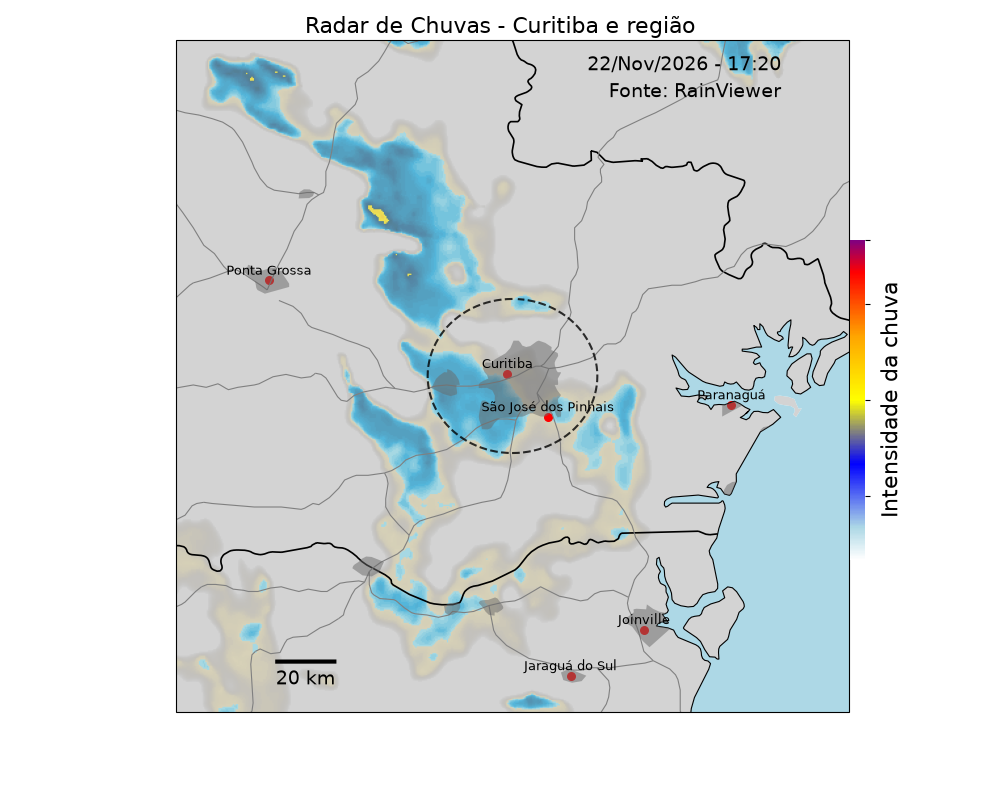 Radar de Chuvas - Curitiba e região
22/Nov/2026 - 17:20
Fonte: RainViewer
Ponta Grossa
Curitiba
Paranaguá
São José dos Pinhais
Intensidade da chuva
Joinville
Jaraguá do Sul
20 km